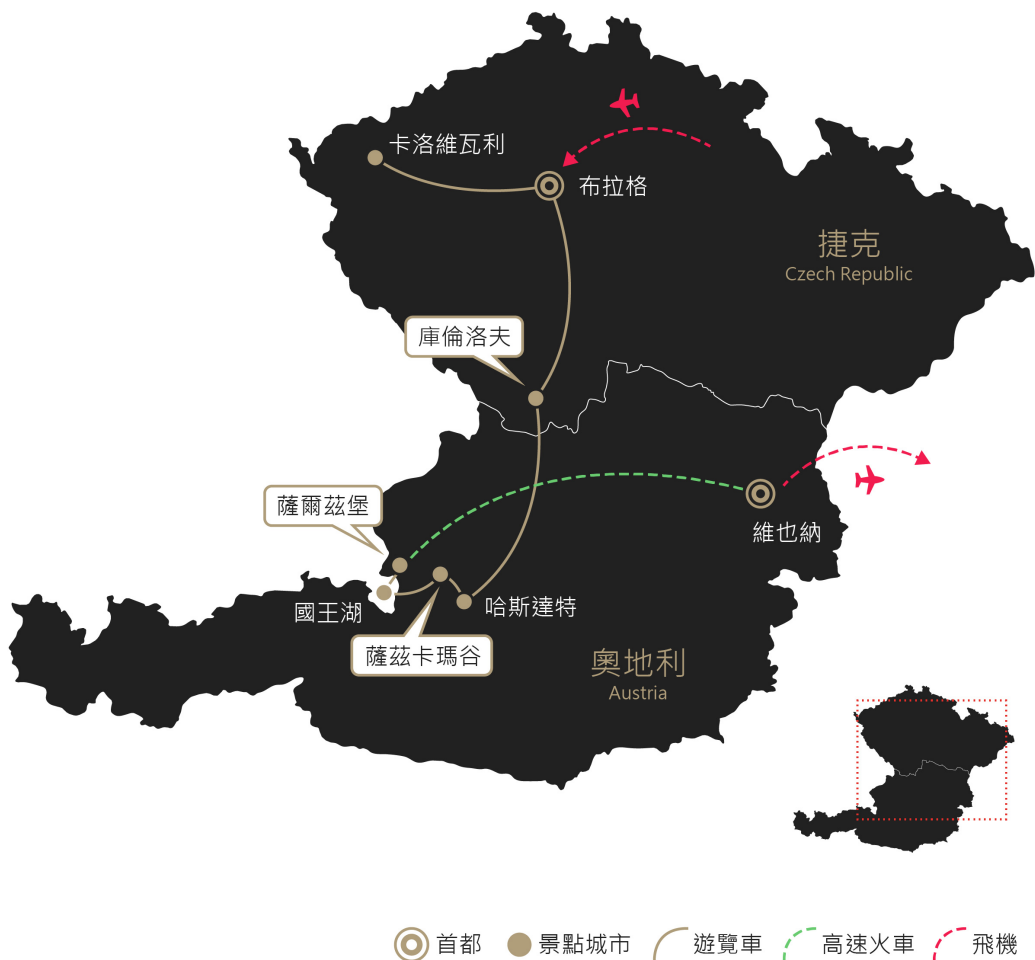 卡洛維瓦利
布拉格
捷克
Czech Republic
庫倫洛夫
薩爾茲堡
維也納
國王湖
哈斯達特
薩茲卡瑪谷
奧地利
Austria
首都
景點城市
遊覽車
高速火車
飛機